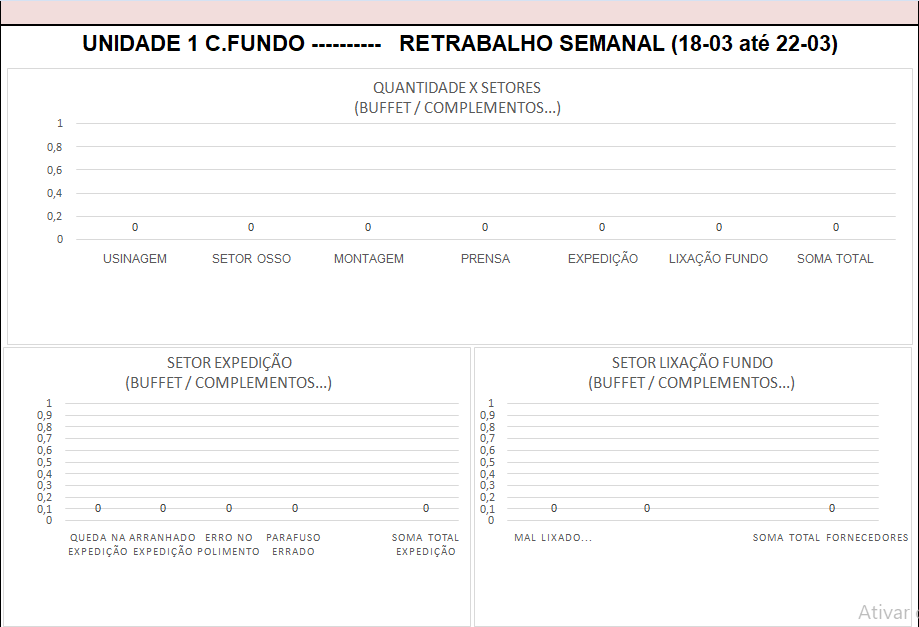 UNIDADE 1 C.FUNDO ---------- RETRABALHO SEMANAL (18-03 até 22-03)
QUANTIDADE X SETORES
(BUFFET / COMPLEMENTOS...)
1
0,8
0,6
0,4
0,2
0
0 0 0 0 0 0 0
USINAGEM SETOR OSSO MONTAGEM PRENSA EXPEDIÇÃO LIXAÇÃO FUNDO SOMA TOTAL
SETOR EXPEDIÇÃO
(BUFFET / COMPLEMENTOS...)
1
0,9
0,8
0,7
0,6
0,5
0,4
0,3
0,2
0,1
0
0 0 0 0 0
QUEDA NA ARRANHADO ERRO NO PARAFUSO SOMA TOTAL
EXPEDIÇÃO EXPEDIÇÃO POLIMENTO ERRADO EXPEDIÇÃO
SETOR LIXAÇÃO FUNDO
(BUFFET / COMPLEMENTOS...)
1
0,9
0,8
0,7
0,6
0,5
0,4
0,3
0,2
0,1
0
0 0 0
MAL LIXADO... SOMA TOTAL FORNECEDORES
Ativar